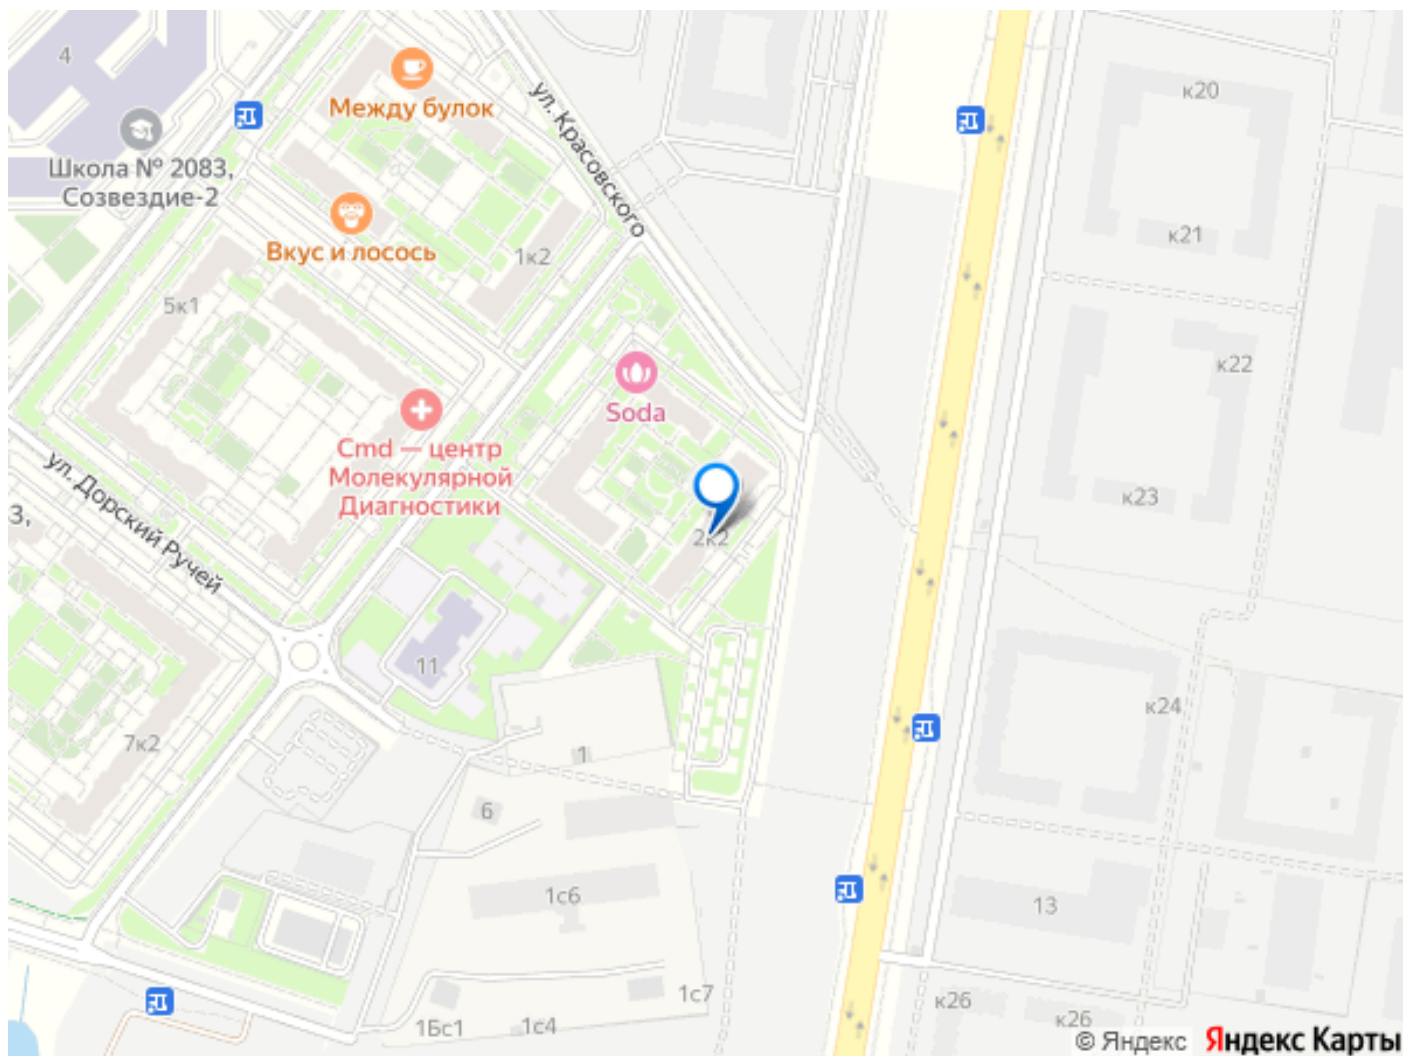 4
Между булок
Школа № 2083,
Созвездие-2
ул. Красовского
к20
Вкус и лосось
1к2
к21
5к1
к22
Soda
Cmd — центр
Молекулярной
Диагностики
ул. Дорский Ручей
3,
к23
2к2
11
к24
7к2
1
6
1с6
13
1с7
1Бс1
1с4
к26
к26
© Яндекс
Яндекс Карты